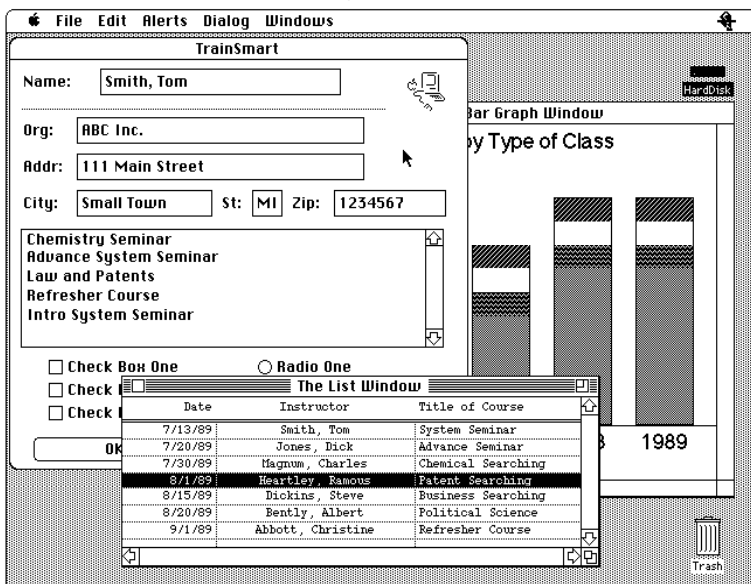 File Edit Alerts Dialog Windows
TrainSmart
Name: Smith, Tom
Org: ABC Inc.
Addr: 111 Main Street
City: Small Town St: MI Zip: 1234567
Chemistry Seminar
Advance System Seminar
Law and Patents
Refresher Course
Intro System Seminar
Check Box One Radio One
Check
Check
OK
HardDisk
Bar Graph Window
by Type of Class
1989
The List Window
Date Instructor Title of Course
7/13/89 Smith, Tom System Seminar
7/20/89 Jones, Dick Advance Seminar
7/30/89 Magnum, Charles Chemical Searching
8/1/89 Heartley, Ramous Patent Searching
8/15/89 Dickins, Steve Business Searching
8/20/89 Bently, Albert Political Science
9/1/89 Abbott, Christine Refresher Course
Trash